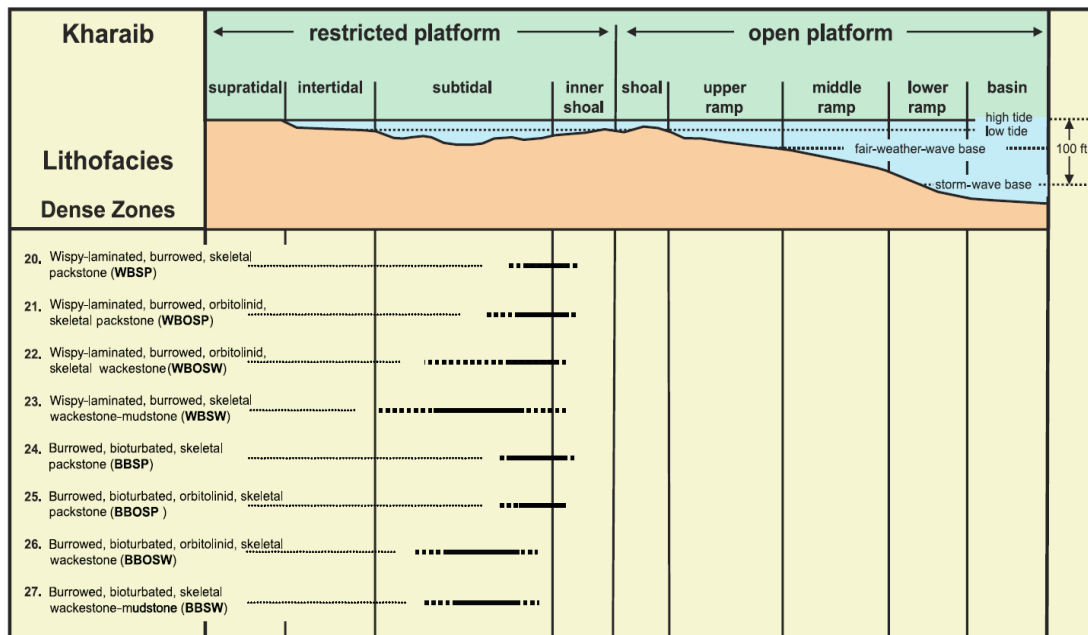 Kharaib
restricted platform
open platform
supratidal
intertidal
subtidal
inner
shoal
shoal
upper
ramp
middle
ramp
lower
ramp
basin
high tide
low tide
fair-weather-wave base
100 ft
storm-wave base
Lithofacies
Dense Zones
20. Wispy-laminated, burrowed, skeletal
packstone (WBSP)
21. Wispy-laminated, burrowed, orbitolinid,
skeletal packstone (WBOSP)
22. Wispy-laminated, burrowed, orbitolinid,
skeletal wackestone (WBOSW)
23. Wispy-laminated, burrowed, skeletal
wackestone-mudstone (WBSW)
24. Burrowed, bioturbated, skeletal
packstone (BBSP)
25. Burrowed, bioturbated, orbitolinid, skeletal
packstone (BBOSP )
26. Burrowed, bioturbated, orbitolinid, skeletal
wackestone (BBOSW)
27. Burrowed, bioturbated, skeletal
wackestone-mudstone (BBSW)